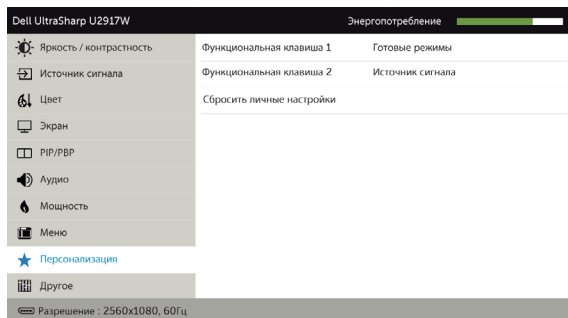 Dell UltraSharp U2917W Энергопотребление
Яркость / контрастность Функциональная клавиша 1 Готовые режимы
Источник сигнала Функциональная клавиша 2 Источник сигнала
Цвет Сбросить личные настройки
Экран
PIP/PBP
Аудио
Мощность
Меню
Персонализация
Другое
Разрешение : 2560x1080, 60Гц